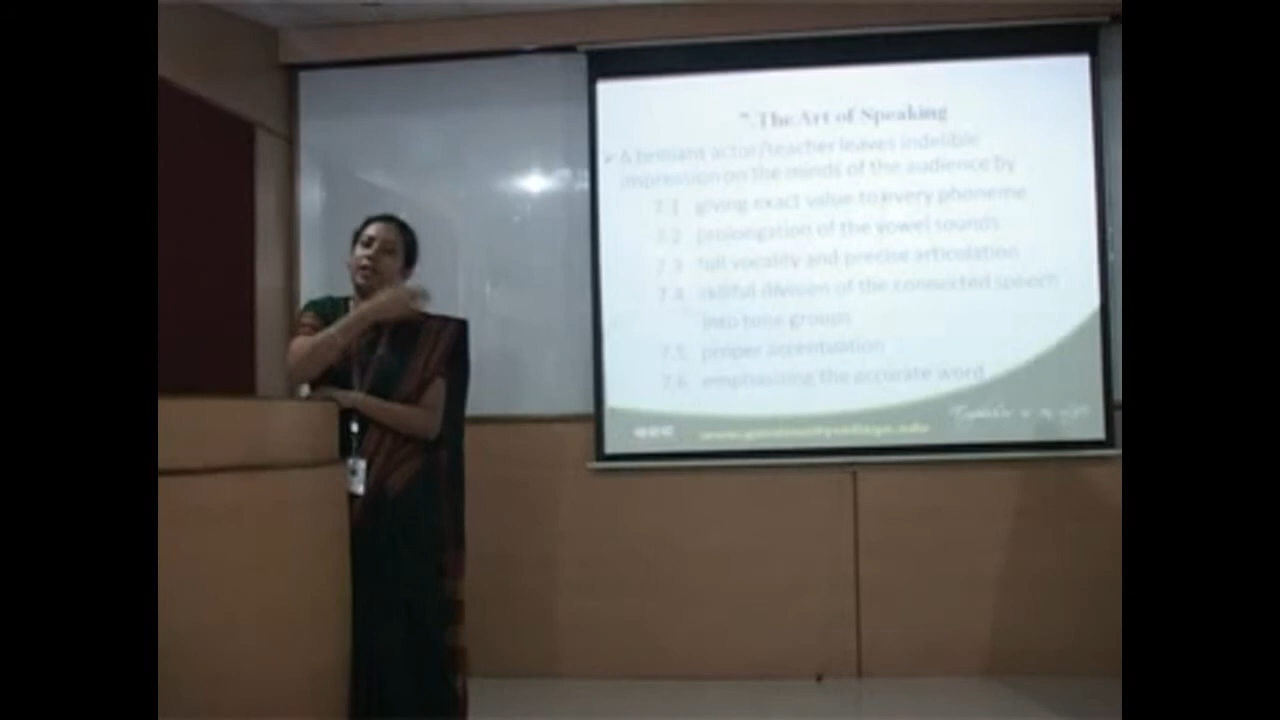 7. The Art of Speaking
➢ A brilliant actor/teacher leaves indelible
impression on the minds of the audience by
7.1 giving exact value to every phoneme
7.2 prolongation of the vowel sounds
7.3 full vocality and precise articulation
7.4 skillful division of the connected speech
into tone groups
7.5 proper accentuation
7.6 emphasizing the accurate word